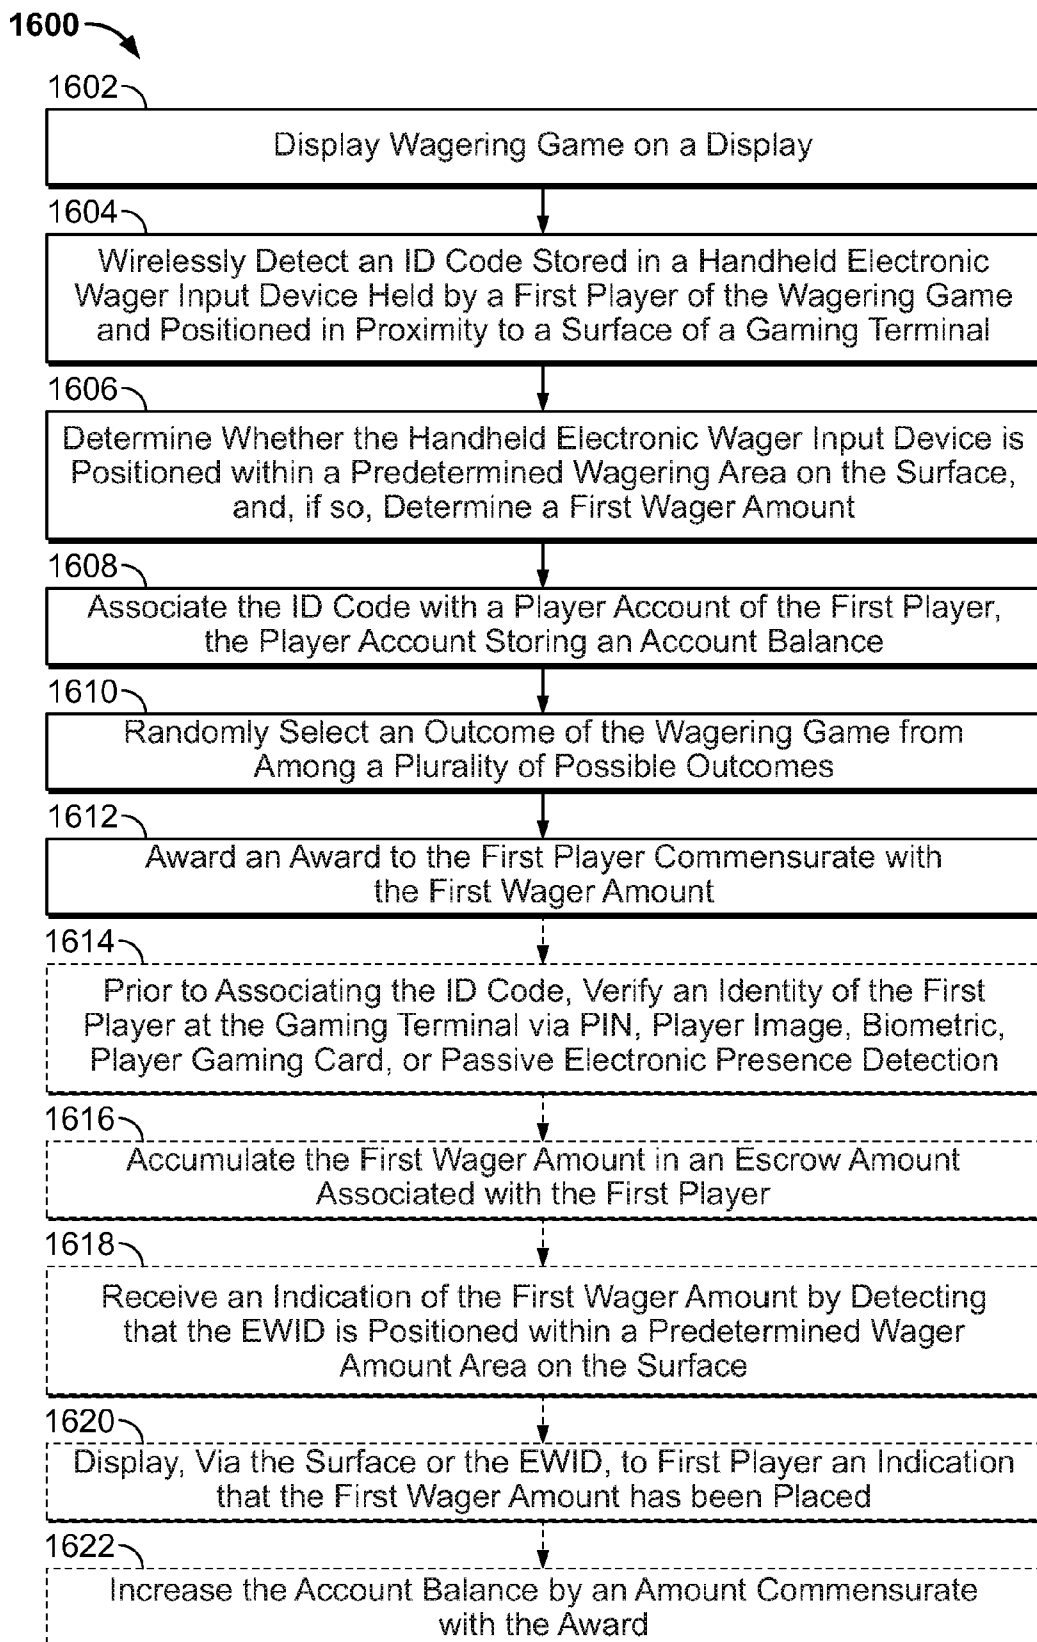 1600
1602
Display Wagering Game on a Display
1604
Wirelessly Detect an ID Code Stored in a Handheld Electronic
Wager Input Device Held by a First Player of the Wagering Game
and Positioned in Proximity to a Surface of a Gaming Terminal
1606
Determine Whether the Handheld Electronic Wager Input Device is
Positioned within a Predetermined Wagering Area on the Surface,
and, if so, Determine a First Wager Amount
1608
Associate the ID Code with a Player Account of the First Player,
the Player Account Storing an Account Balance
1610
Randomly Select an Outcome of the Wagering Game from
Among a Plurality of Possible Outcomes
1612
Award an Award to the First Player Commensurate with
the First Wager Amount
1614
Prior to Associating the ID Code, Verify an Identity of the First
Player at the Gaming Terminal via PIN, Player Image, Biometric,
Player Gaming Card, or Passive Electronic Presence Detection
1616
Accumulate the First Wager Amount in an Escrow Amount
Associated with the First Player
1618
Receive an Indication of the First Wager Amount by Detecting
that the EWID is Positioned within a Predetermined Wager
Amount Area on the Surface
1620
Display, Via the Surface or the EWID, to First Player an Indication
that the First Wager Amount has been Placed
1622
Increase the Account Balance by an Amount Commensurate
with the Award